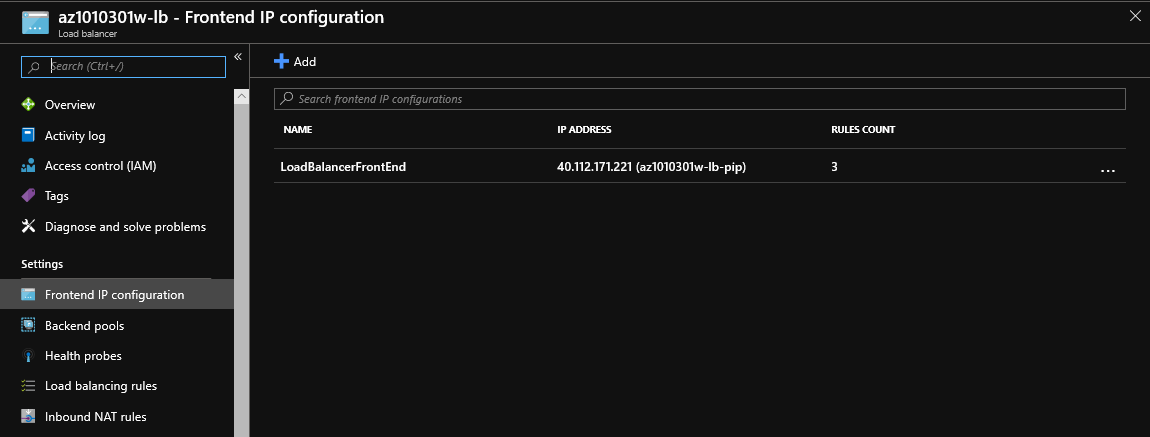 az1010301w-lb - Frontend IP configuration
Load balancer
Search (Ctrl+/)
«
Overview
Activity log
Access control (IAM)
Tags
Diagnose and solve problems
Settings
Frontend IP configuration
Backend pools
Health probes
Load balancing rules
Inbound NAT rules
Add
Search frontend IP configurations
NAME IP ADDRESS RULES COUNT
LoadBalancerFrontEnd 40.112.171.221 (az1010301w-lb-pip) 3 ...